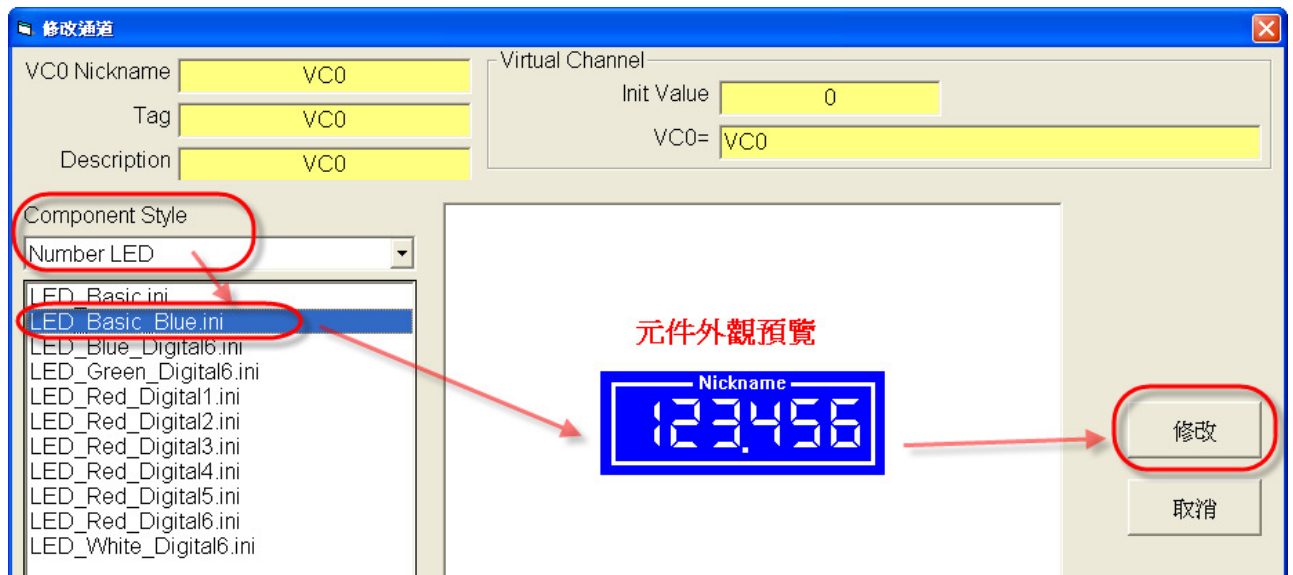 修改通道
VC0 Nickname VC0
Tag VC0
Description VC0
Virtual Channel
Init Value 0
VC0= VC0
Component Style
Number LED
LED_Basic.ini
LED_Basic_Blue.ini
LED_Blue_Digital6.ini
LED_Green_Digital6.ini
LED_Red_Digital1.ini
LED_Red_Digital2.ini
LED_Red_Digital3.ini
LED_Red_Digital4.ini
LED_Red_Digital5.ini
LED_Red_Digital6.ini
LED_White_Digital6.ini
元件外觀預覽
Nickname
123.456
修改
取消